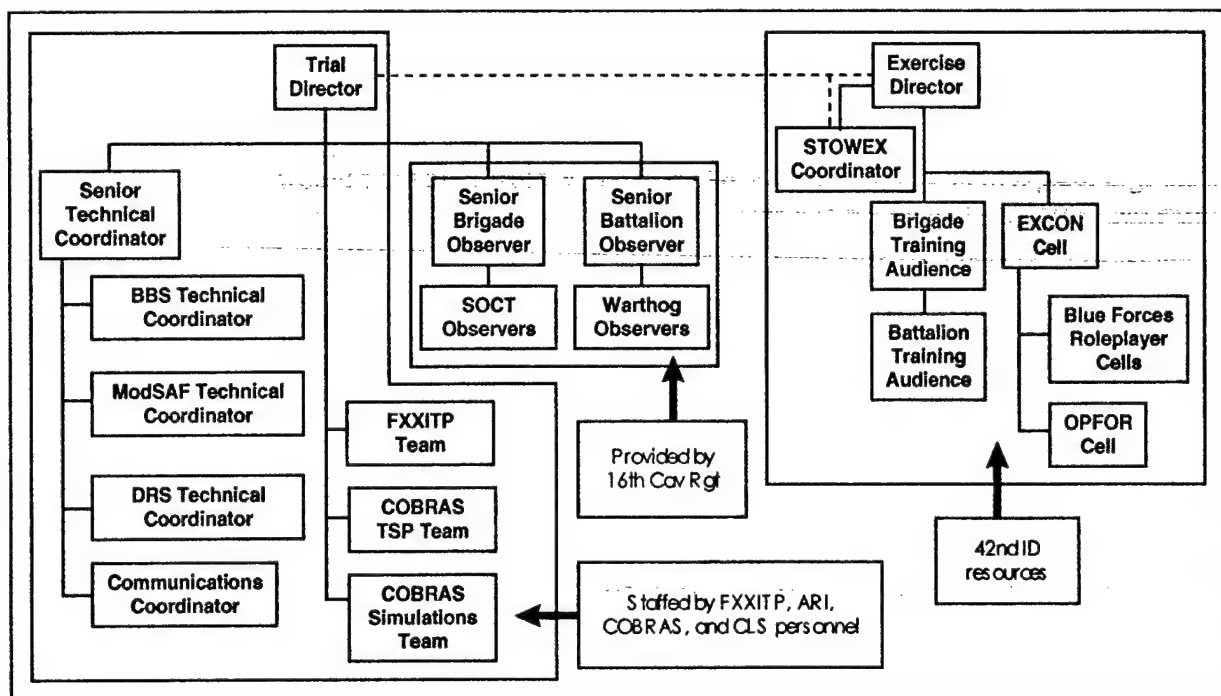 Trial
Director
Exercise
Director
STOWEX
Coordinator
Senior
Technical
Coordinator
Senior
Brigade
Observer
Senior
Battalion
Observer
Brigade
Training
Audience
EXCON
Cell
BBS Technical
Coordinator
SOCT
Observers
Warthog
Observers
Battalion
Training
Audience
Blue Forces
Roleplayer
Cells
ModSAF Technical
Coordinator
FXXITP
Team
OPFOR
Cell
Provided by
16th Cav Rgt
DRS Technical
Coordinator
COBRAS
TSP Team
42nd ID
resources
Communications
Coordinator
COBRAS
Simulations
Team
Staffed by FXXITP, ARI,
COBRAS, and CLS personnel